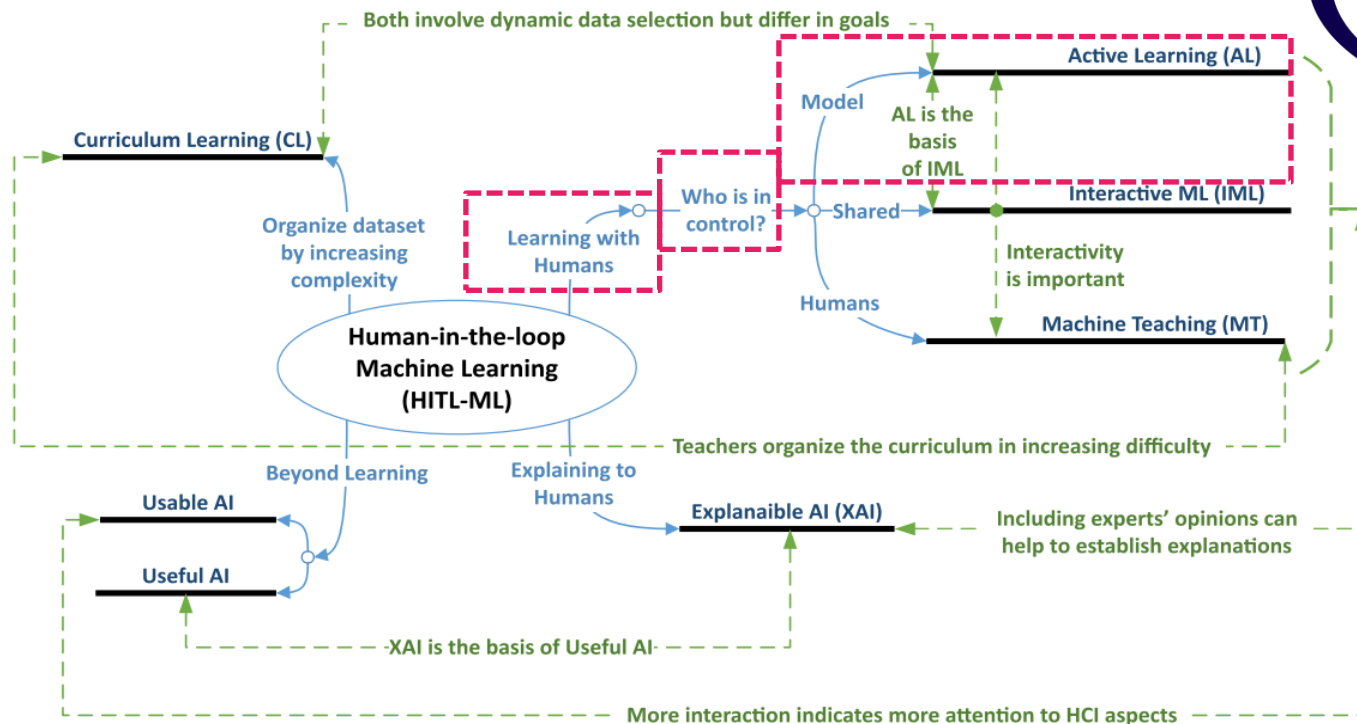 Both involve dynamic data selection but differ in goals
Active Learning (AL)
Model
AL is the
basis
of IML
Curriculum Learning (CL)
Who is in
control?
Shared
Interactive ML (IML)
Organize dataset
by increasing
complexity
Learning with
Humans
Interactivity
is important
Humans
Machine Teaching (MT)
Human-in-the-loop
Machine Learning
(HITL-ML)
Teachers organize the curriculum in increasing difficulty
Beyond Learning
Explaining to
Humans
Usable AI
Explanaible AI (XAI)
Including experts’ opinions can
help to establish explanations
Useful AI
XAI is the basis of Useful AI
More interaction indicates more attention to HCI aspects